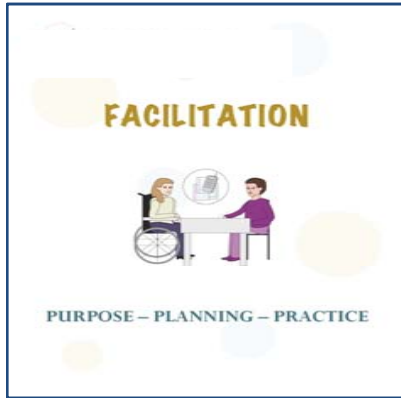 FACILITATION
PURPOSE – PLANNING – PRACTICE